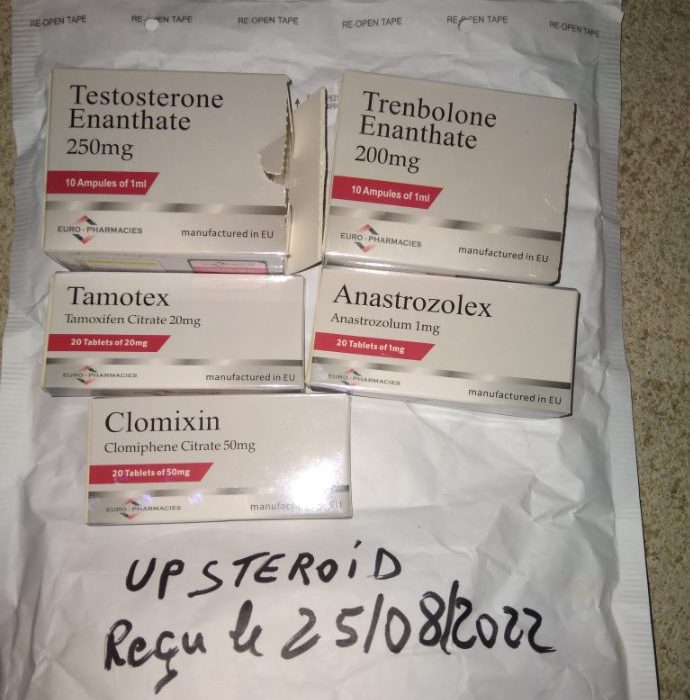 RE-OPEN TAPE RE-OPEN TAPE RE-OPEN TAPE RE-OPEN TAPE RE-OPEN TAPE RE-OPEN TAPE
Testosterone
Enanthate
250mg
10 Ampules of 1ml
EURO-PHARMACIES
manufactured in EU
Trenbolone
Enanthate
200mg
10 Ampules of 1ml
EURO-PHARMACIES
manufactured in EU
Tamotex
Tamoxifen Citrate 20mg
20 Tablets of 20mg
EURO-PHARMACIES
manufactured in EU
Anastrozolex
Anastrozolum 1mg
20 Tablets of 1mg
EURO-PHARMACIES
manufactured in EU
Clomixin
Clomiphene Citrate 50mg
20 Tablets of 50mg
EURO-PHARMACIES
manufactured in EU
UPSTEROID
Reçu le 25/08/2022